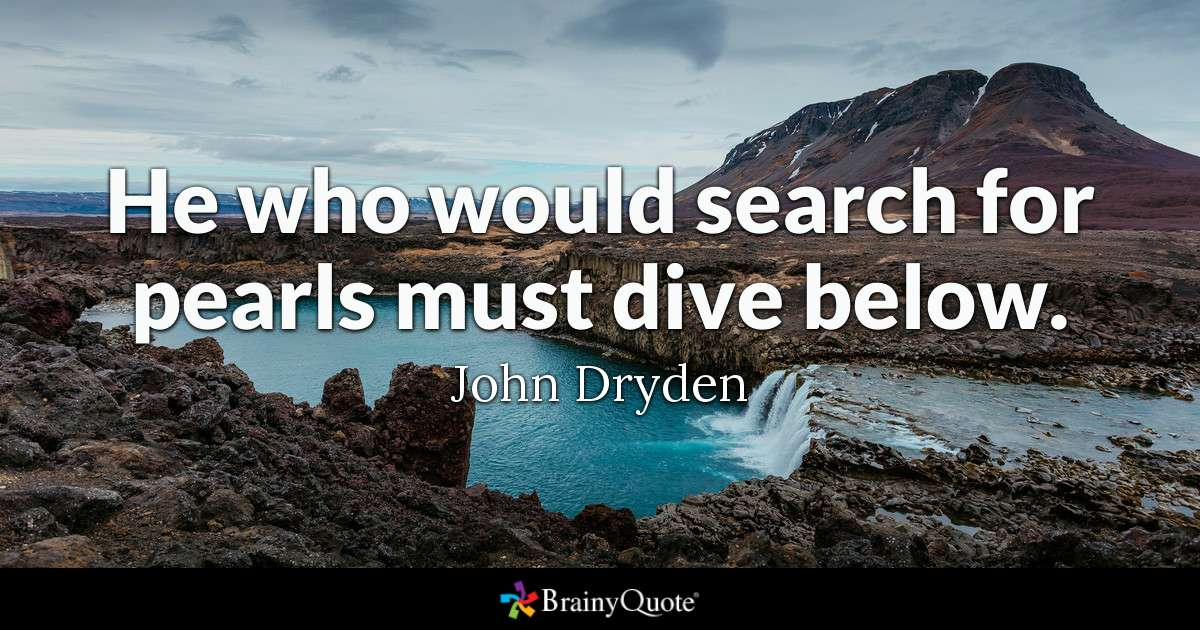 He who would search for
pearls must dive below.
John Dryden
BrainyQuote®